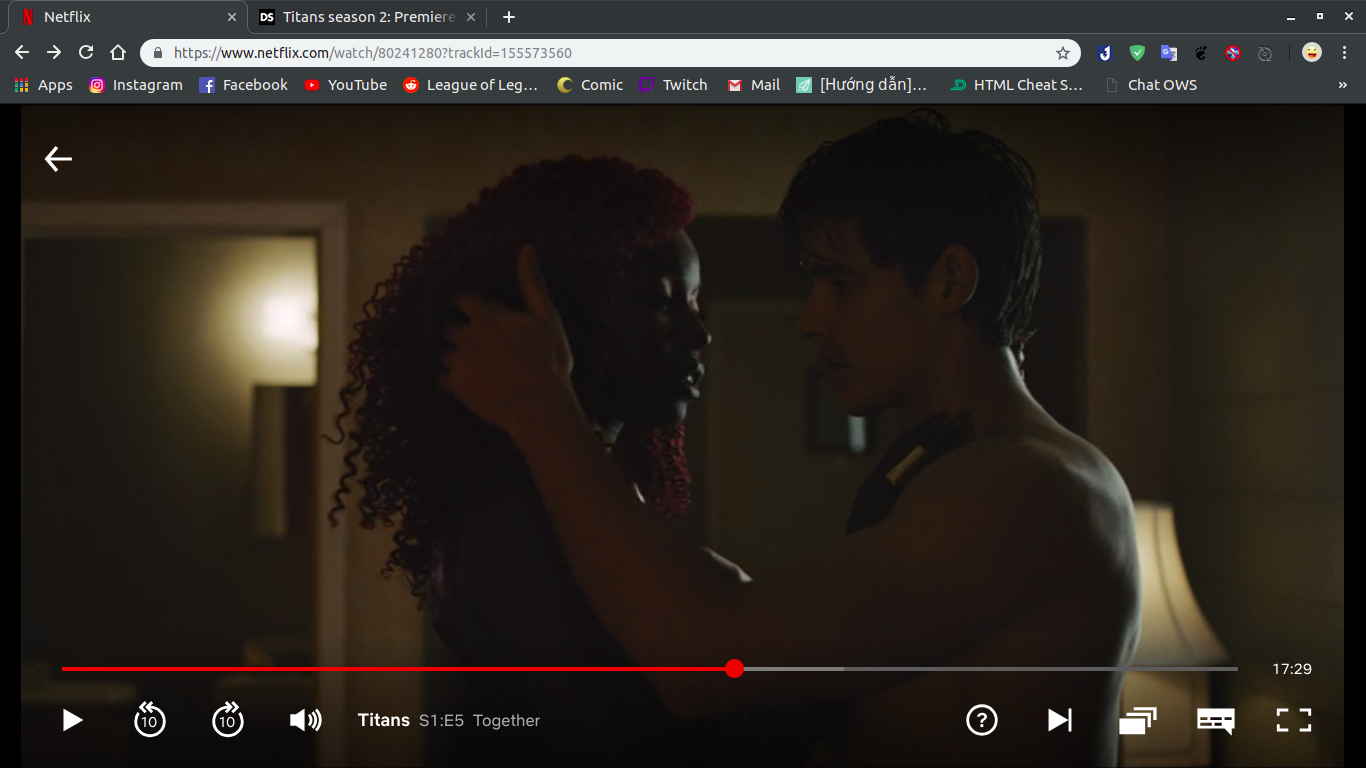 Netflix
DS Titans season 2: Premiere
https://www.netflix.com/watch/80241280?trackId=155573560
Apps Instagram Facebook YouTube League of Leg... Comic Twitch Mail [Hướng dẫn]... HTML Cheat S... Chat OWS »
17:29
10 10 Titans S1:E5 Together ?